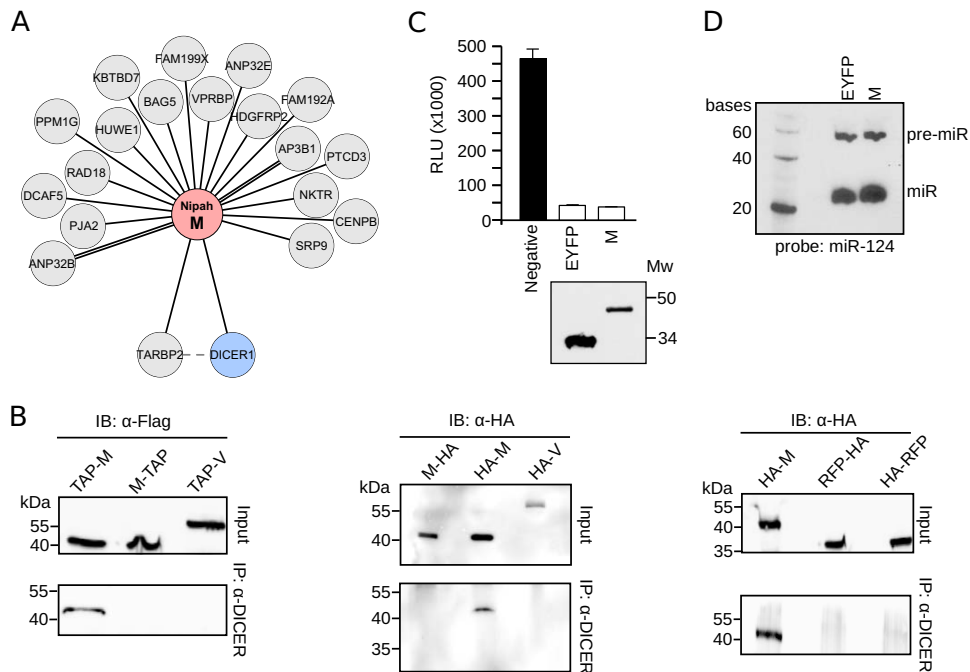 A
FAM199X
KBTBD7
ANP32E
BAG5
VPRBP
FAM192A
PPM1G
HUWE1
HDGFRP2
AP3B1
PTCD3
RAD18
DCAF5
Nipah
M
NKTR
PJA2
CENPB
SRP9
ANP32B
TARBP2
DICER1
C
RLU (x1000)
500
400
300
200
100
0
Negative
EYFP
M
Mw
50
34
D
EYFP
M
bases
60
pre-miR
40
miR
20
probe: miR-124
B
IB: α-Flag
TAP-M
M-TAP
TAP-V
kDa
55
40
Input
55
40
IP: α-DICER
IB: α-HA
M-HA
HA-M
HA-V
kDa
55
40
Input
55
40
35
IP: α-DICER
IB: α-HA
HA-M
RFP-HA
HA-RFP
kDa
55
40
35
Input
55
40
IP: α-DICER